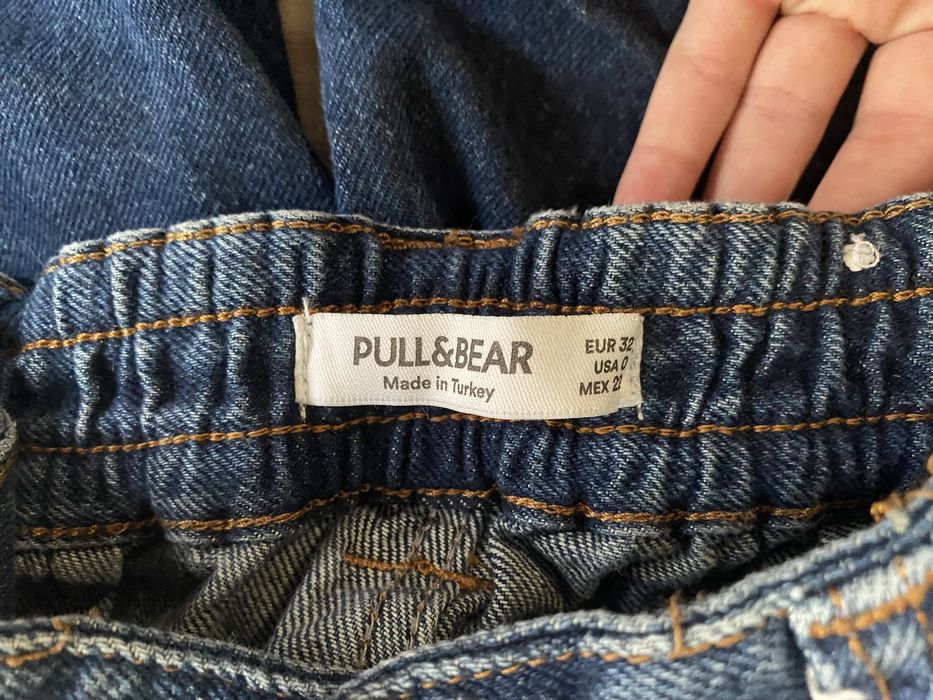 PULL&BEAR
Made in Turkey
EUR 32
USA 0
MEX 22